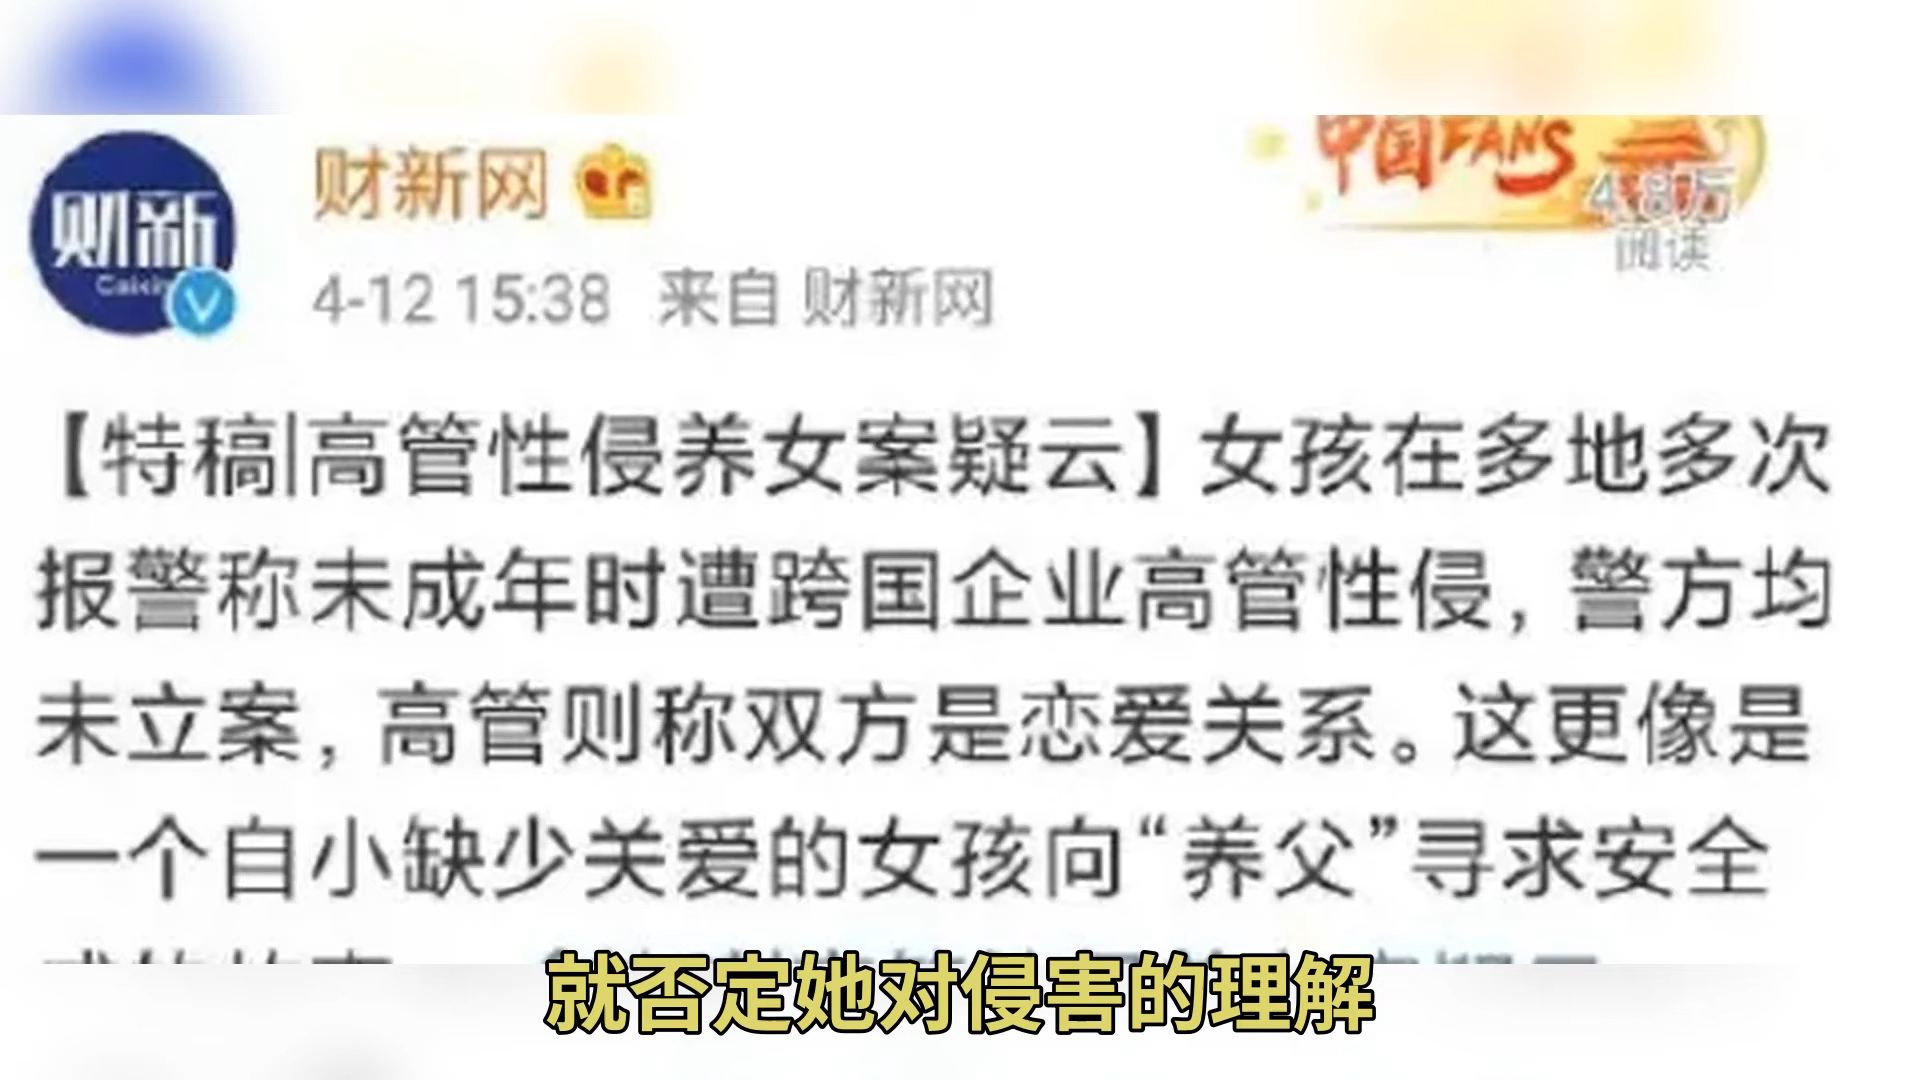 中国FANS
财新
Caixin
财新网
4.8万
阅读
4-12 15:38 来自 财新网
【特稿|高管性侵养女案疑云】女孩在多地多次
报警称未成年时遭跨国企业高管性侵，警方均
未立案，高管则称双方是恋爱关系。这更像是
一个自小缺少关爱的女孩向“养父”寻求安全
就否定她对侵害的理解